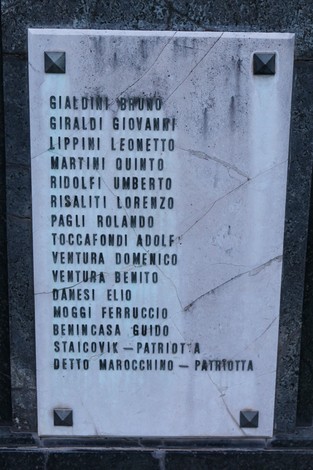 GIALDINI BRUNO
GIRALDI GIOVANNI
LIPPINI LEONETTO
MARTINI QUINTO
RIDOLFI UMBERTO
RISALITI LORENZO
PAGLI ROLANDO
TOCCAFONDI ADOLF
VENTURA DOMENICO
VENTURA BENITO
DANESI ELIO
MOGGI FERRUCCIO
BENINCASA GUIDO
STAICOVIK – PATRIOTTA
DETTO MAROCCHINO – PATRIOTTA